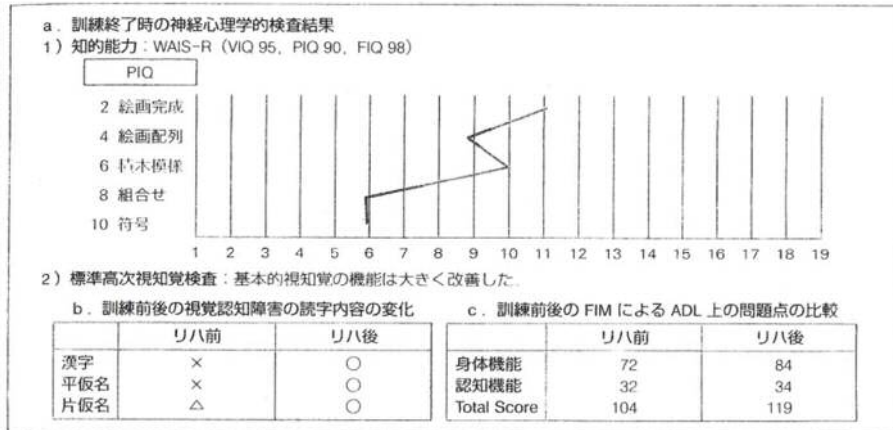 a．訓練終了時の神経心理学的検査結果
1）知的能力：WAIS-R（VIQ 95，PIQ 90，FIQ 98）
PIQ
2 絵画完成
4 絵画配列
6 積木模様
8 組合せ
10 符号
1 2 3 4 5 6 7 8 9 10 11 12 13 14 15 16 17 18 19
2）標準高次視知覚検査：基本的視知覚の機能は大きく改善した．
b．訓練前後の視覚認知障害の読字内容の変化
リハ前 リハ後
漢字 × ○
平仮名 × ○
片仮名 △ ○
c．訓練前後の FIM による ADL 上の問題点の比較
リハ前 リハ後
身体機能 72 84
認知機能 32 34
Total Score 104 119